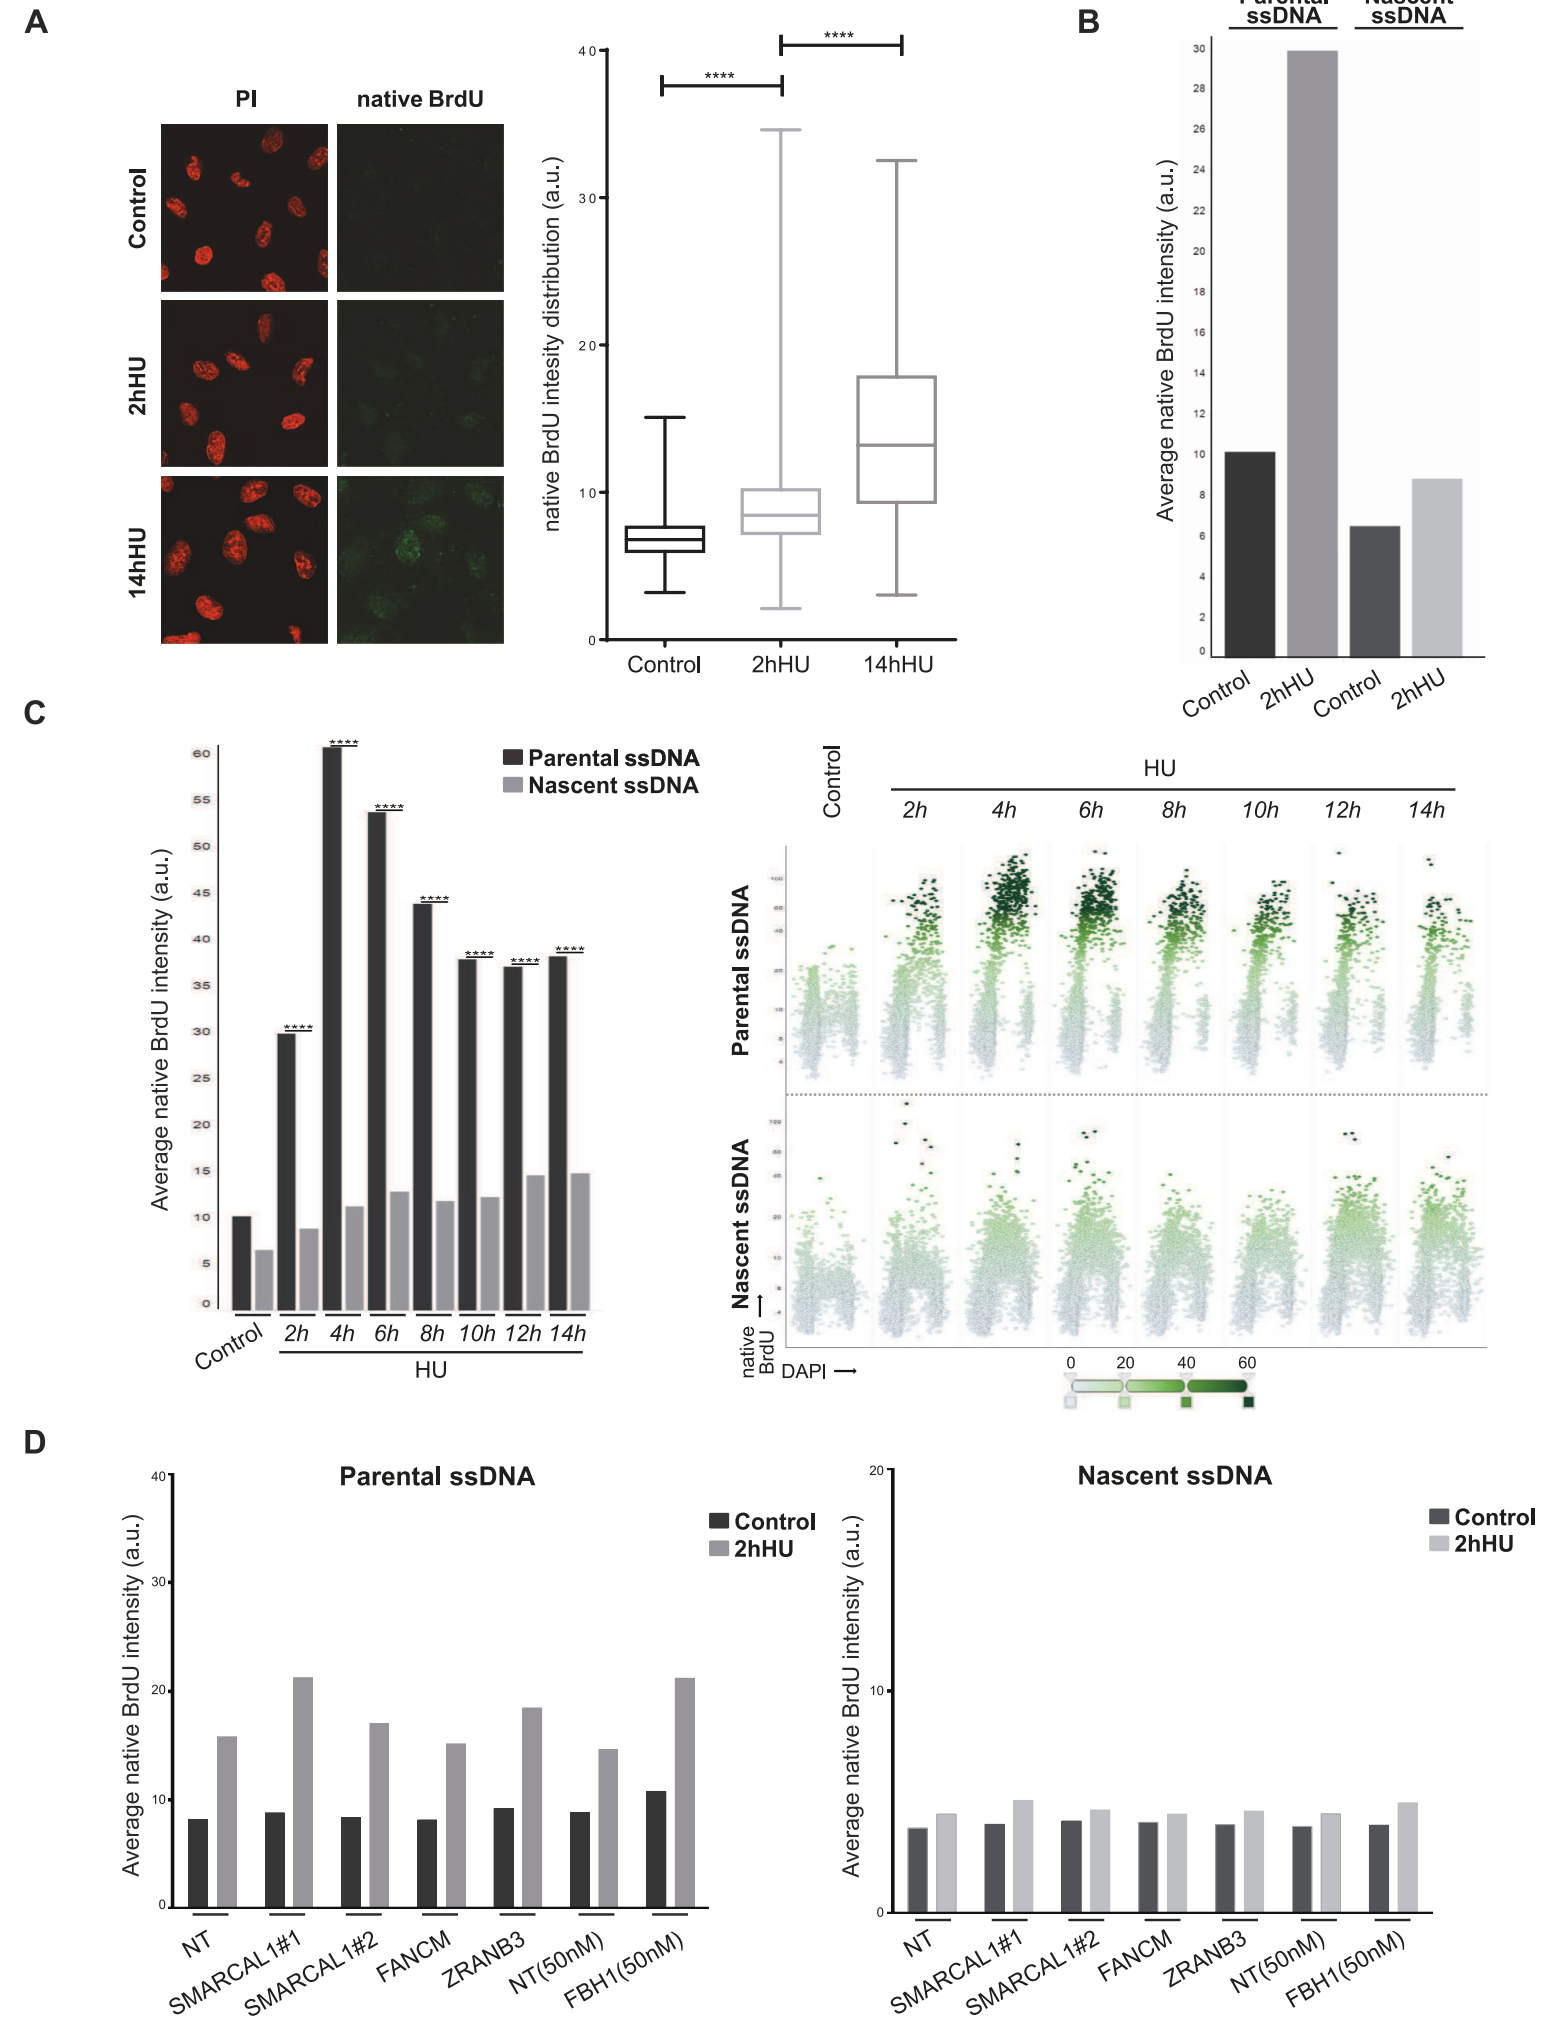 A
PI
native BrdU
Control
2hHU
14hHU
native BrdU intesity distribution (a.u.)
40
30
20
10
0
****
****
Control
2hHU
14hHU
B
Parental
ssDNA
Nascent
ssDNA
Average native BrdU intensity (a.u.)
30
28
26
24
22
20
18
16
14
12
10
8
6
4
2
0
Control
2hHU
Control
2hHU
C
Average native BrdU intensity (a.u.)
60
55
50
45
40
35
30
25
20
15
10
5
0
Parental ssDNA
Nascent ssDNA
****
****
****
****
****
****
****
Control
2h
4h
6h
8h
10h
12h
14h
HU
Control
HU
2h
4h
6h
8h
10h
12h
14h
Parental ssDNA
Nascent ssDNA
native
BrdU
DAPI
0
20
40
60
D
Parental ssDNA
Average native BrdU intensity (a.u.)
40
30
20
10
0
Control
2hHU
NT
SMARCAL1#1
SMARCAL1#2
FANCM
ZRANB3
NT(50nM)
FBH1(50nM)
Nascent ssDNA
Average native BrdU intensity (a.u.)
20
10
0
Control
2hHU
NT
SMARCAL1#1
SMARCAL1#2
FANCM
ZRANB3
NT(50nM)
FBH1(50nM)